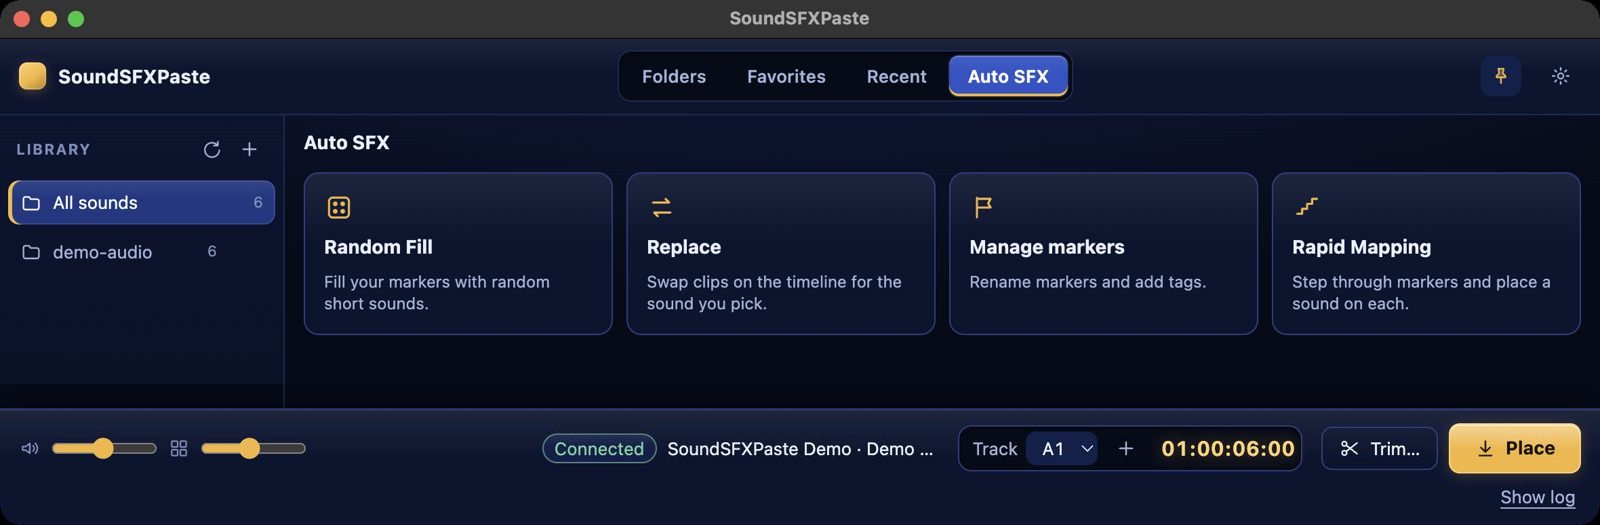 SoundSFXPaste
SoundSFXPaste
Folders
Favorites
Recent
Auto SFX
LIBRARY
All sounds 6
demo-audio 6
Auto SFX
Random Fill
Fill your markers with random
short sounds.
Replace
Swap clips on the timeline for the
sound you pick.
Manage markers
Rename markers and add tags.
Rapid Mapping
Step through markers and place a
sound on each.
Connected
SoundSFXPaste Demo · Demo ...
Track A1
01:00:06:00
Trim...
Place
Show log